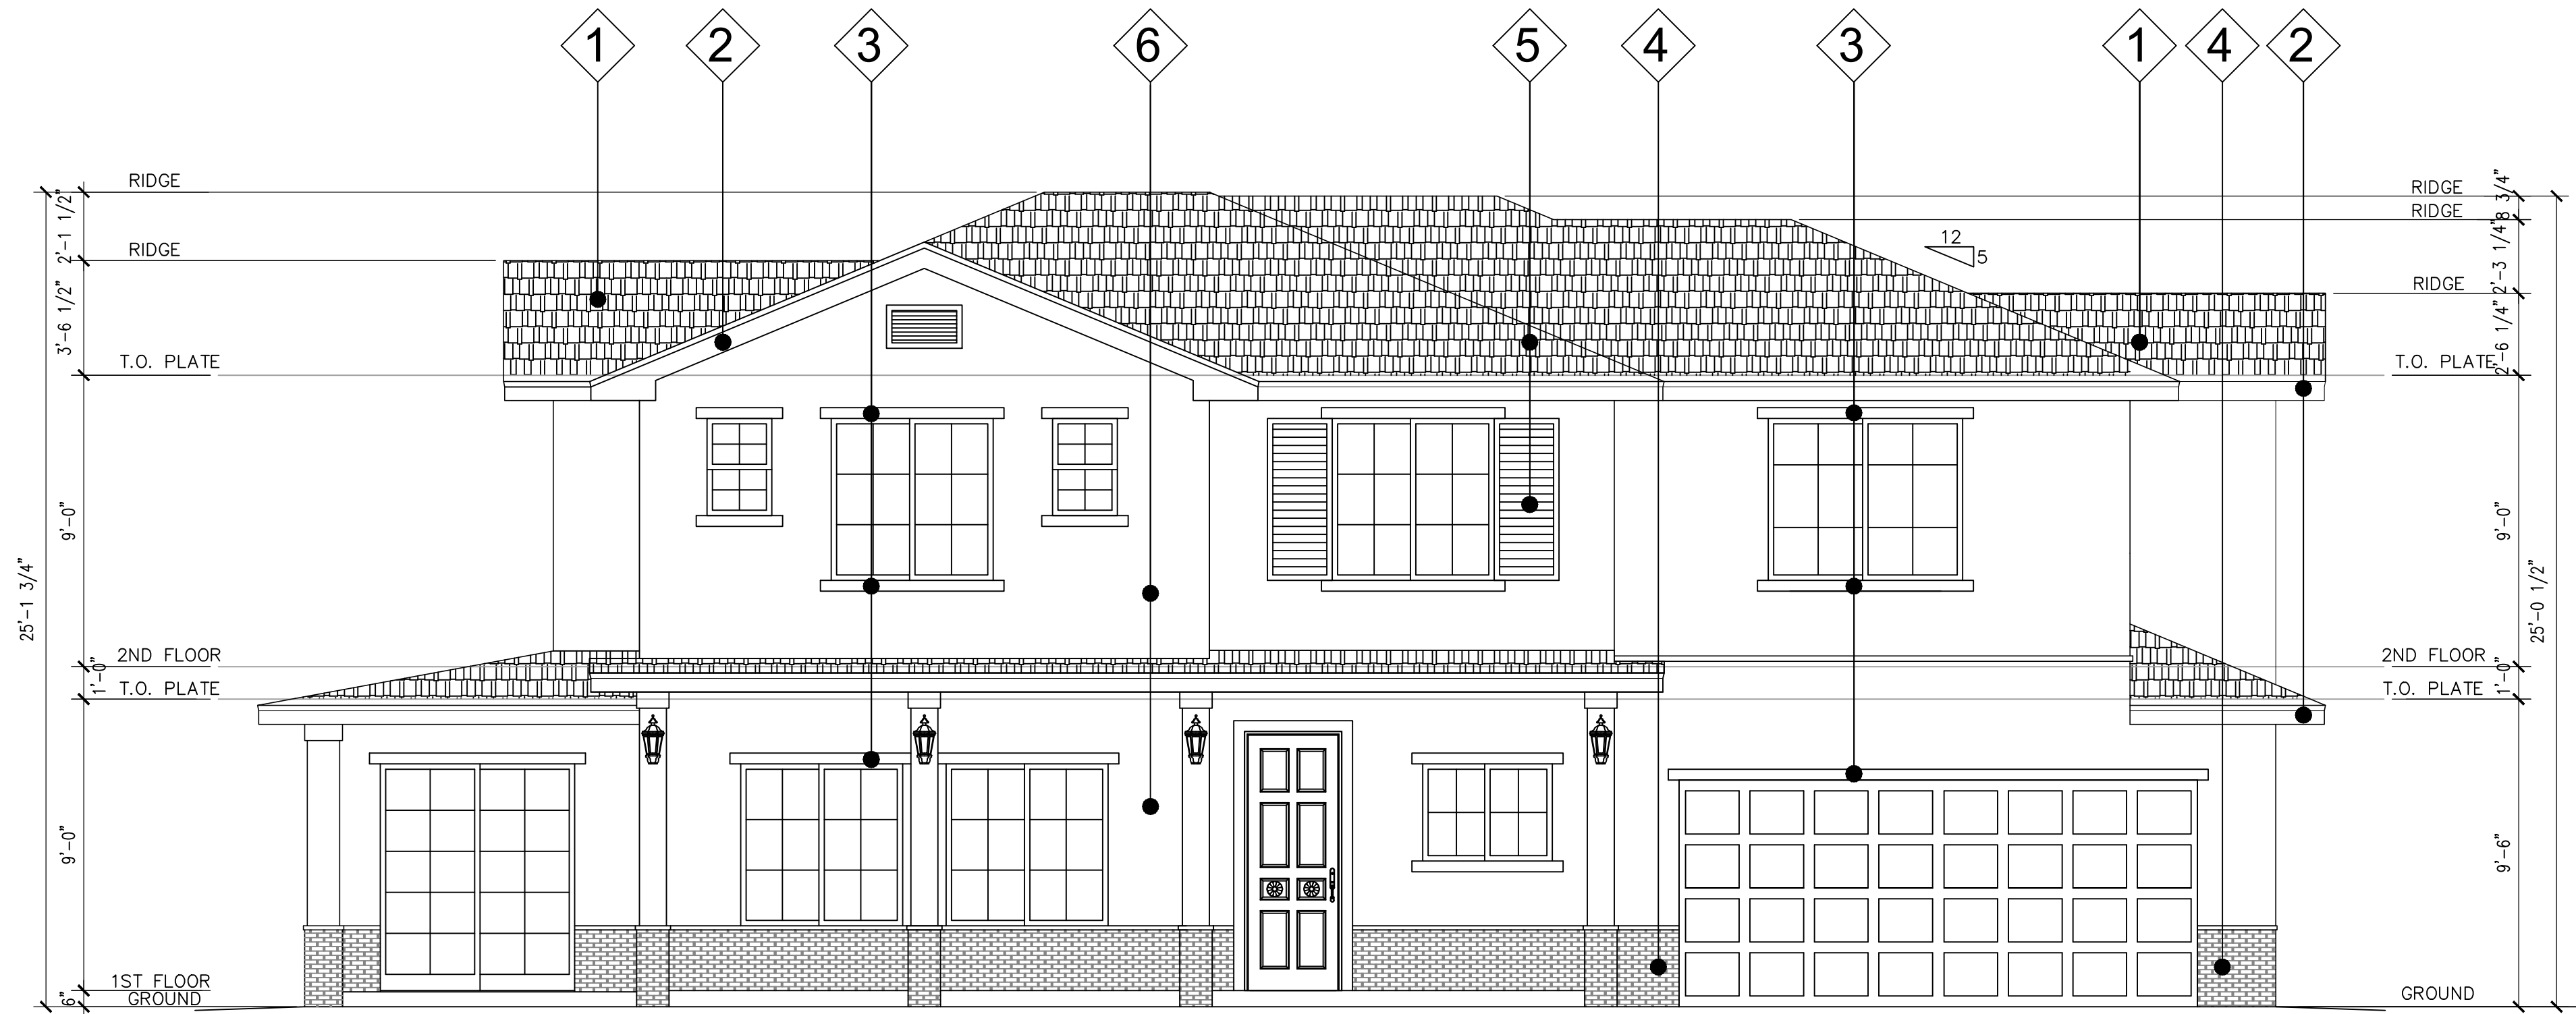 1 2 3 6 5 4 3 1 4 2
RIDGE
RIDGE
T.O. PLATE
2ND FLOOR
T.O. PLATE
1ST FLOOR
GROUND
25'-1 3/4"
2'-1 1/2"
3'-6 1/2"
9'-0"
1'-0"
9'-0"
6"
12
5
RIDGE
RIDGE
RIDGE
T.O. PLATE
2ND FLOOR
T.O. PLATE
GROUND
8 3/4"
2'-3 1/4"
2'-6 1/4"
9'-0"
1'-0"
9'-6"
25'-0 1/2"